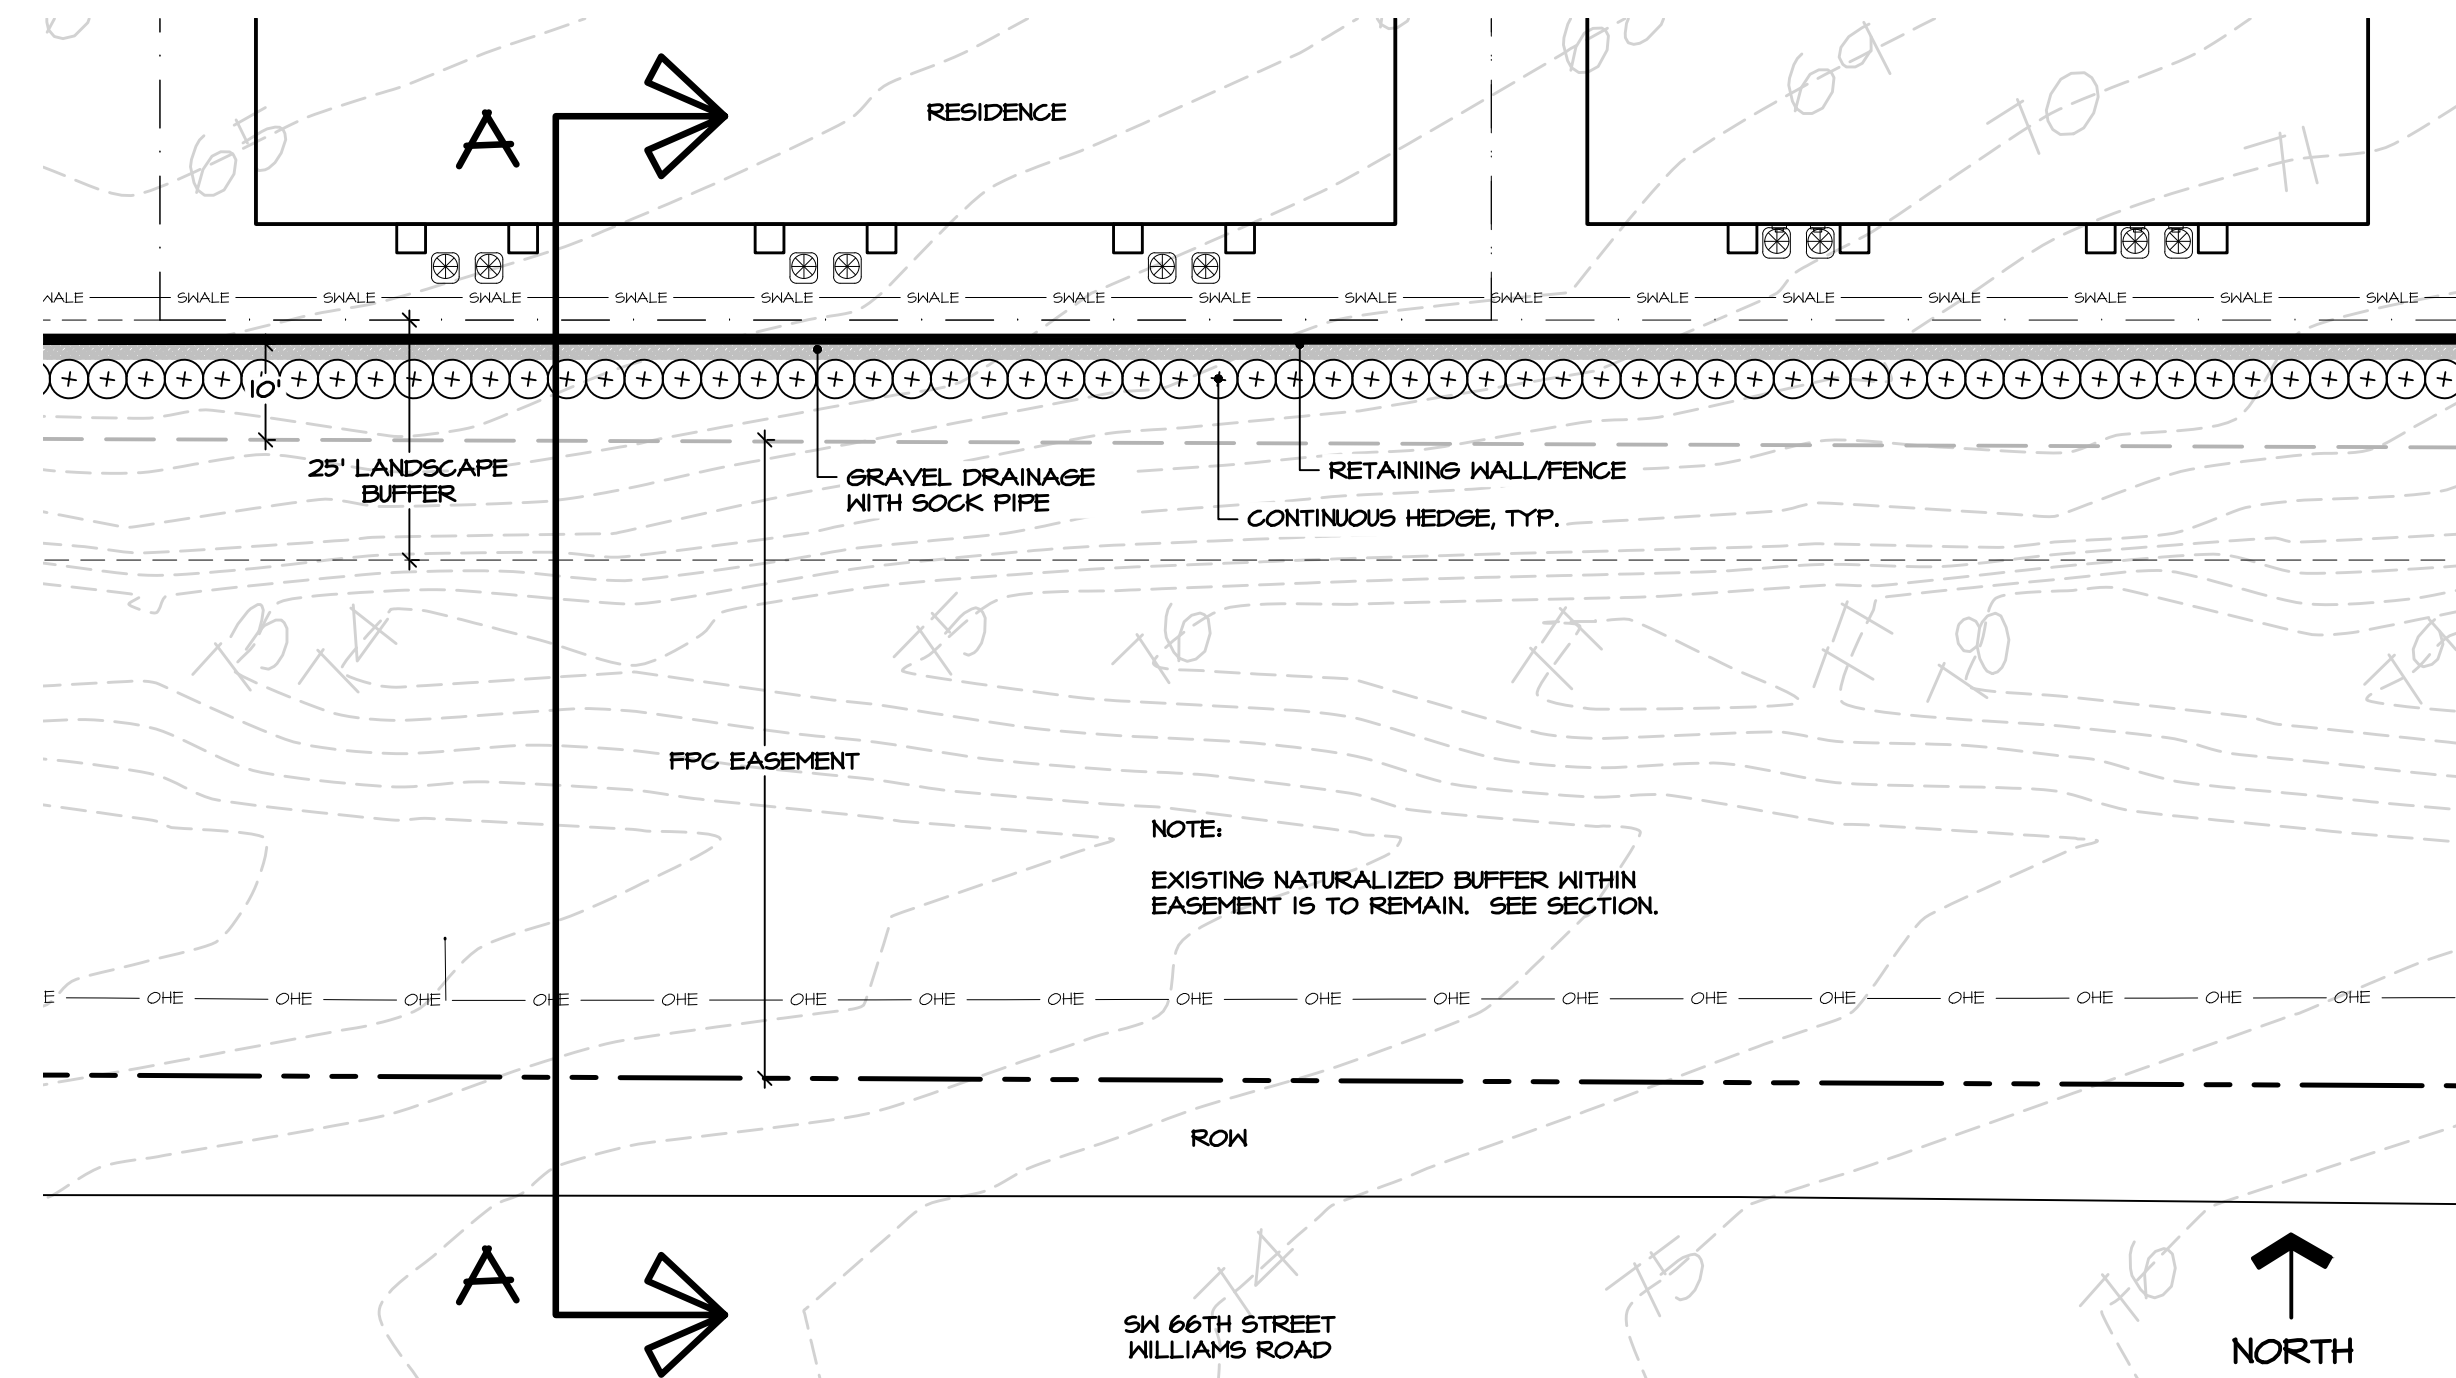 65
69
70
71
A
RESIDENCE
SWALE SWALE SWALE SWALE SWALE SWALE SWALE SWALE SWALE SWALE SWALE SWALE SWALE SWALE SWALE SWALE
10'
25' LANDSCAPE
BUFFER
GRAVEL DRAINAGE
WITH SOCK PIPE
RETAINING WALL/FENCE
CONTINUOUS HEDGE, TYP.
73
74
75
76
77
77
78
79
FPC EASEMENT
NOTE:
EXISTING NATURALIZED BUFFER WITHIN
EASEMENT IS TO REMAIN. SEE SECTION.
OHE OHE OHE OHE OHE OHE OHE OHE OHE OHE OHE OHE OHE OHE OHE OHE OHE OHE
ROW
A
74
75
76
SW 66TH STREET
WILLIAMS ROAD
NORTH